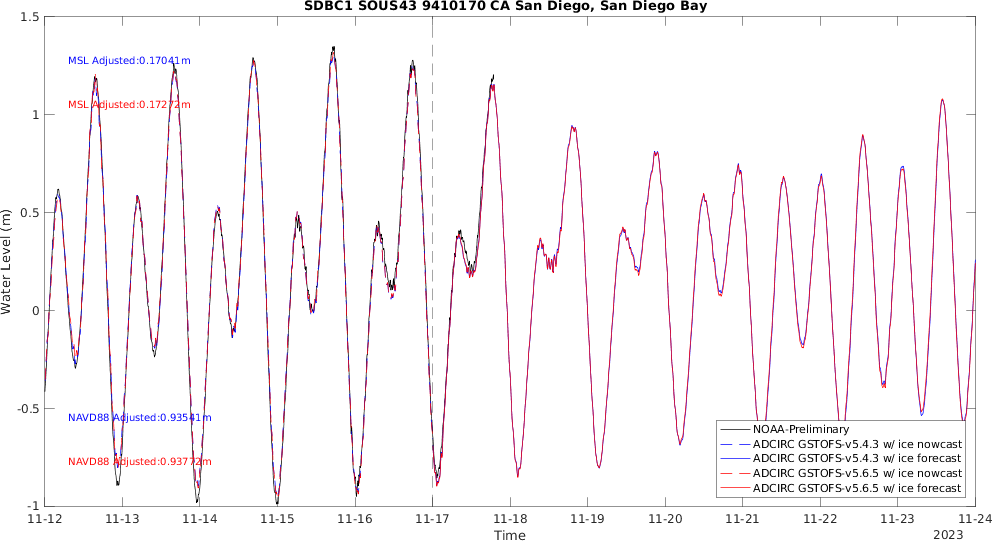 SDBC1 SOUS43 9410170 CA San Diego, San Diego Bay
1.5
1
0.5
0
-0.5
-1
Water Level (m)
MSL Adjusted:0.17041m
MSL Adjusted:0.17272m
NAVD88 Adjusted:0.93541m
NAVD88 Adjusted:0.93772m
NOAA-Preliminary
ADCIRC GSTOFS-v5.4.3 w/ ice nowcast
ADCIRC GSTOFS-v5.4.3 w/ ice forecast
ADCIRC GSTOFS-v5.6.5 w/ ice nowcast
ADCIRC GSTOFS-v5.6.5 w/ ice forecast
11-12 11-13 11-14 11-15 11-16 11-17 11-18 11-19 11-20 11-21 11-22 11-23 11-24
Time
2023